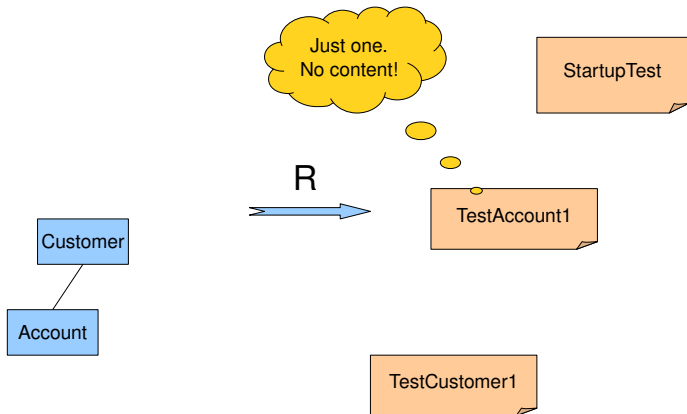 Just one.
No content!
StartupTest
R
TestAccount1
Customer
Account
TestCustomer1